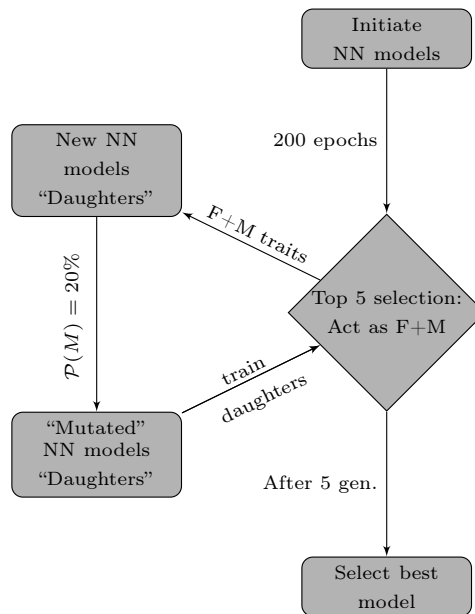 Initiate
NN models
200 epochs
New NN
models
“Daughters”
F+M traits
Top 5 selection:
Act as F+M
P(M) = 20%
train
daughters
“Mutated”
NN models
“Daughters”
After 5 gen.
Select best
model